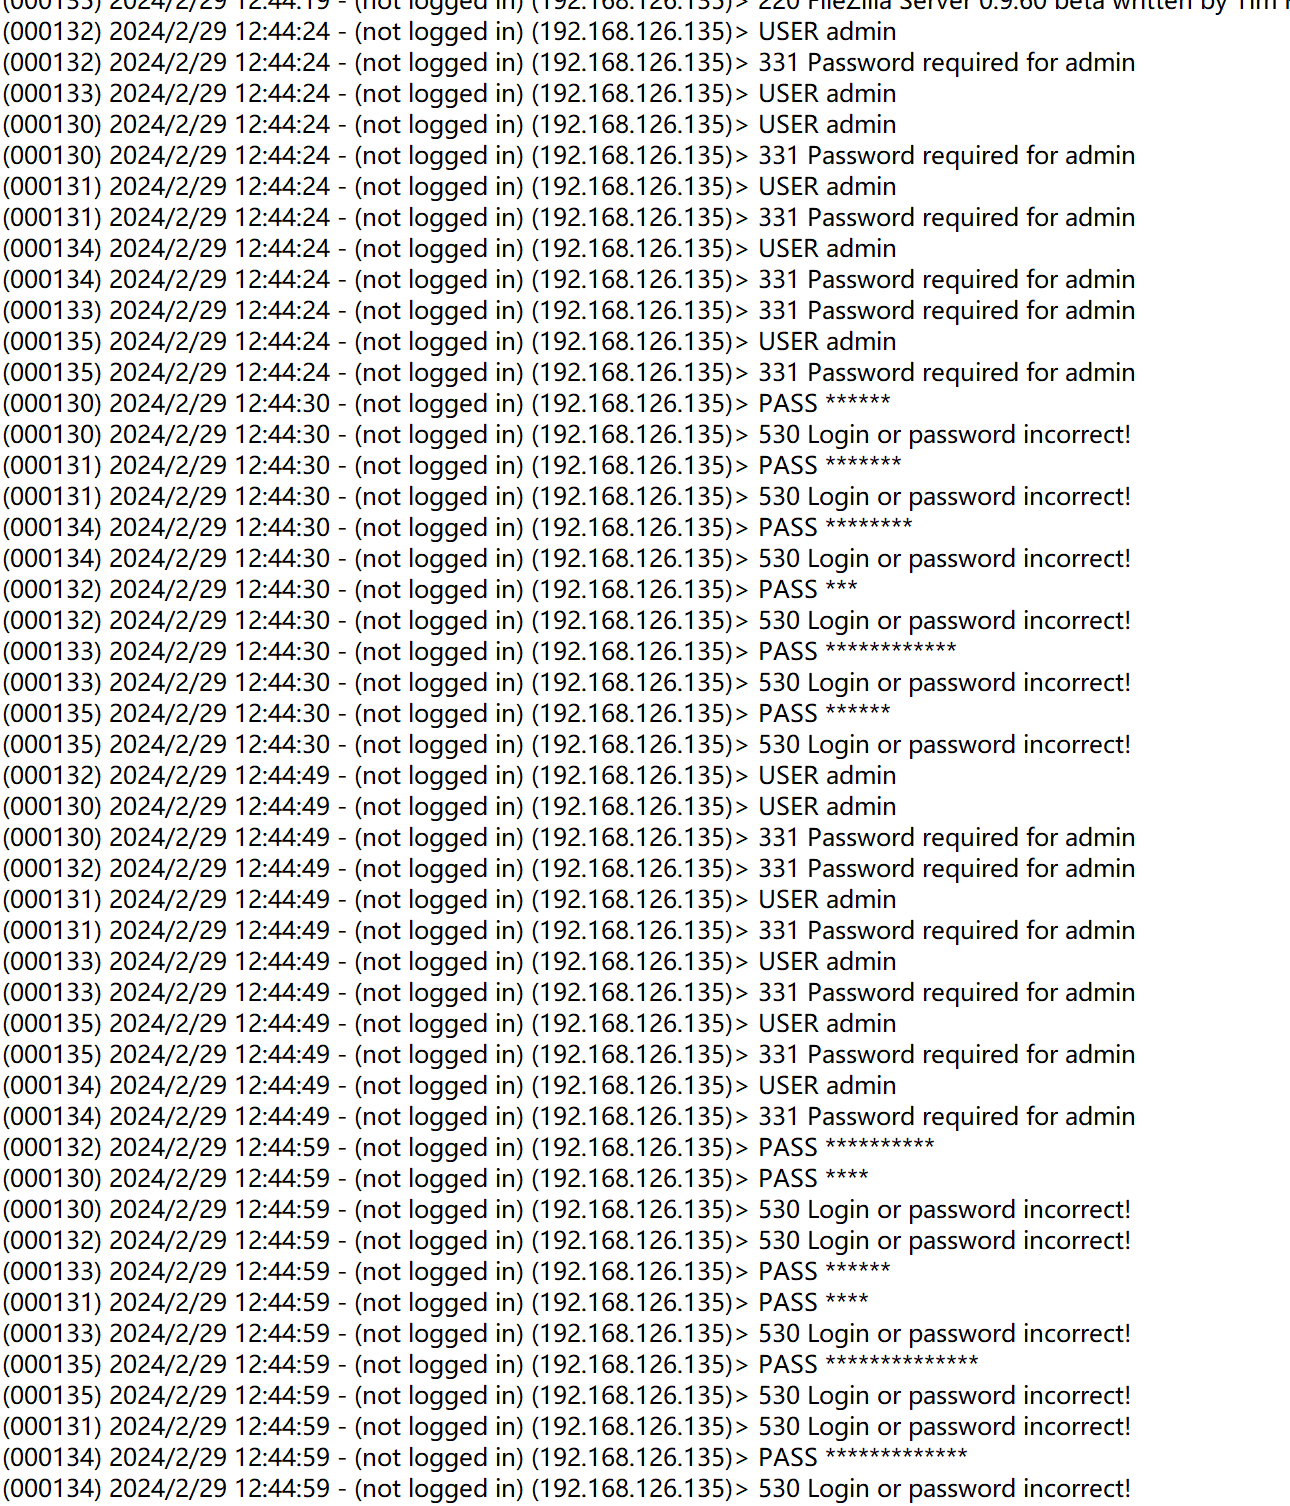 (000135) 2024/2/29 12:44:19 - (not logged in) (192.168.126.135)> 220 FileZilla Server 0.9.60 beta written by Tim
(000132) 2024/2/29 12:44:24 - (not logged in) (192.168.126.135)> USER admin
(000132) 2024/2/29 12:44:24 - (not logged in) (192.168.126.135)> 331 Password required for admin
(000133) 2024/2/29 12:44:24 - (not logged in) (192.168.126.135)> USER admin
(000130) 2024/2/29 12:44:24 - (not logged in) (192.168.126.135)> USER admin
(000130) 2024/2/29 12:44:24 - (not logged in) (192.168.126.135)> 331 Password required for admin
(000131) 2024/2/29 12:44:24 - (not logged in) (192.168.126.135)> USER admin
(000131) 2024/2/29 12:44:24 - (not logged in) (192.168.126.135)> 331 Password required for admin
(000134) 2024/2/29 12:44:24 - (not logged in) (192.168.126.135)> USER admin
(000134) 2024/2/29 12:44:24 - (not logged in) (192.168.126.135)> 331 Password required for admin
(000133) 2024/2/29 12:44:24 - (not logged in) (192.168.126.135)> 331 Password required for admin
(000135) 2024/2/29 12:44:24 - (not logged in) (192.168.126.135)> USER admin
(000135) 2024/2/29 12:44:24 - (not logged in) (192.168.126.135)> 331 Password required for admin
(000130) 2024/2/29 12:44:30 - (not logged in) (192.168.126.135)> PASS ******
(000130) 2024/2/29 12:44:30 - (not logged in) (192.168.126.135)> 530 Login or password incorrect!
(000131) 2024/2/29 12:44:30 - (not logged in) (192.168.126.135)> PASS *******
(000131) 2024/2/29 12:44:30 - (not logged in) (192.168.126.135)> 530 Login or password incorrect!
(000134) 2024/2/29 12:44:30 - (not logged in) (192.168.126.135)> PASS ********
(000134) 2024/2/29 12:44:30 - (not logged in) (192.168.126.135)> 530 Login or password incorrect!
(000132) 2024/2/29 12:44:30 - (not logged in) (192.168.126.135)> PASS ***
(000132) 2024/2/29 12:44:30 - (not logged in) (192.168.126.135)> 530 Login or password incorrect!
(000133) 2024/2/29 12:44:30 - (not logged in) (192.168.126.135)> PASS ************
(000133) 2024/2/29 12:44:30 - (not logged in) (192.168.126.135)> 530 Login or password incorrect!
(000135) 2024/2/29 12:44:30 - (not logged in) (192.168.126.135)> PASS ******
(000135) 2024/2/29 12:44:30 - (not logged in) (192.168.126.135)> 530 Login or password incorrect!
(000132) 2024/2/29 12:44:49 - (not logged in) (192.168.126.135)> USER admin
(000130) 2024/2/29 12:44:49 - (not logged in) (192.168.126.135)> USER admin
(000130) 2024/2/29 12:44:49 - (not logged in) (192.168.126.135)> 331 Password required for admin
(000132) 2024/2/29 12:44:49 - (not logged in) (192.168.126.135)> 331 Password required for admin
(000131) 2024/2/29 12:44:49 - (not logged in) (192.168.126.135)> USER admin
(000131) 2024/2/29 12:44:49 - (not logged in) (192.168.126.135)> 331 Password required for admin
(000133) 2024/2/29 12:44:49 - (not logged in) (192.168.126.135)> USER admin
(000133) 2024/2/29 12:44:49 - (not logged in) (192.168.126.135)> 331 Password required for admin
(000135) 2024/2/29 12:44:49 - (not logged in) (192.168.126.135)> USER admin
(000135) 2024/2/29 12:44:49 - (not logged in) (192.168.126.135)> 331 Password required for admin
(000134) 2024/2/29 12:44:49 - (not logged in) (192.168.126.135)> USER admin
(000134) 2024/2/29 12:44:49 - (not logged in) (192.168.126.135)> 331 Password required for admin
(000132) 2024/2/29 12:44:59 - (not logged in) (192.168.126.135)> PASS **********
(000130) 2024/2/29 12:44:59 - (not logged in) (192.168.126.135)> PASS ****
(000130) 2024/2/29 12:44:59 - (not logged in) (192.168.126.135)> 530 Login or password incorrect!
(000132) 2024/2/29 12:44:59 - (not logged in) (192.168.126.135)> 530 Login or password incorrect!
(000133) 2024/2/29 12:44:59 - (not logged in) (192.168.126.135)> PASS ******
(000131) 2024/2/29 12:44:59 - (not logged in) (192.168.126.135)> PASS ****
(000133) 2024/2/29 12:44:59 - (not logged in) (192.168.126.135)> 530 Login or password incorrect!
(000135) 2024/2/29 12:44:59 - (not logged in) (192.168.126.135)> PASS **************
(000135) 2024/2/29 12:44:59 - (not logged in) (192.168.126.135)> 530 Login or password incorrect!
(000131) 2024/2/29 12:44:59 - (not logged in) (192.168.126.135)> 530 Login or password incorrect!
(000134) 2024/2/29 12:44:59 - (not logged in) (192.168.126.135)> PASS *************
(000134) 2024/2/29 12:44:59 - (not logged in) (192.168.126.135)> 530 Login or password incorrect!